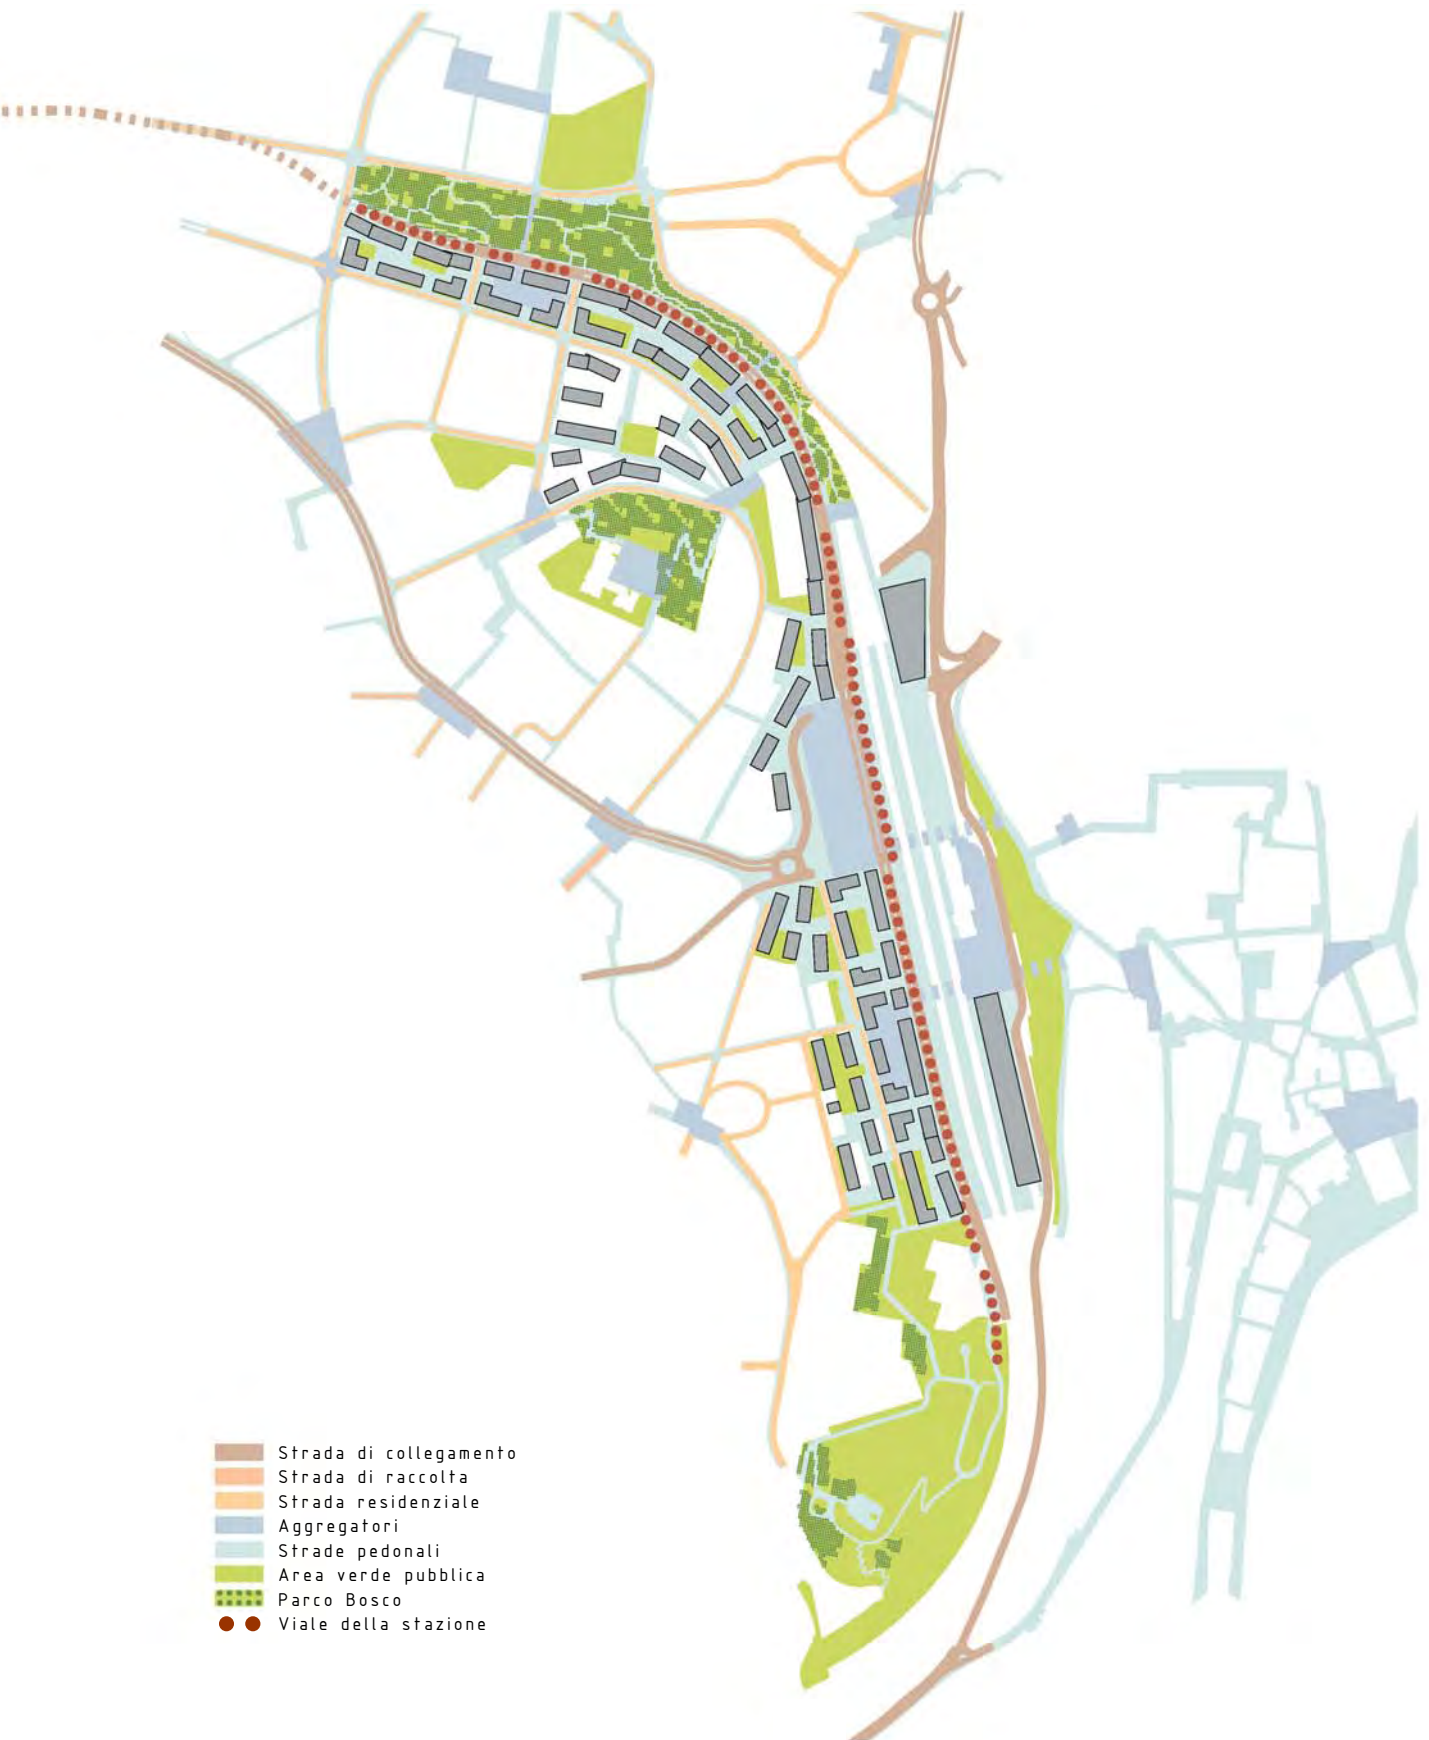 Strada di collegamento
Strada di raccolta
Strada residenziale
Aggregatori
Strade pedonali
Area verde pubblica
Parco Bosco
Viale della stazione